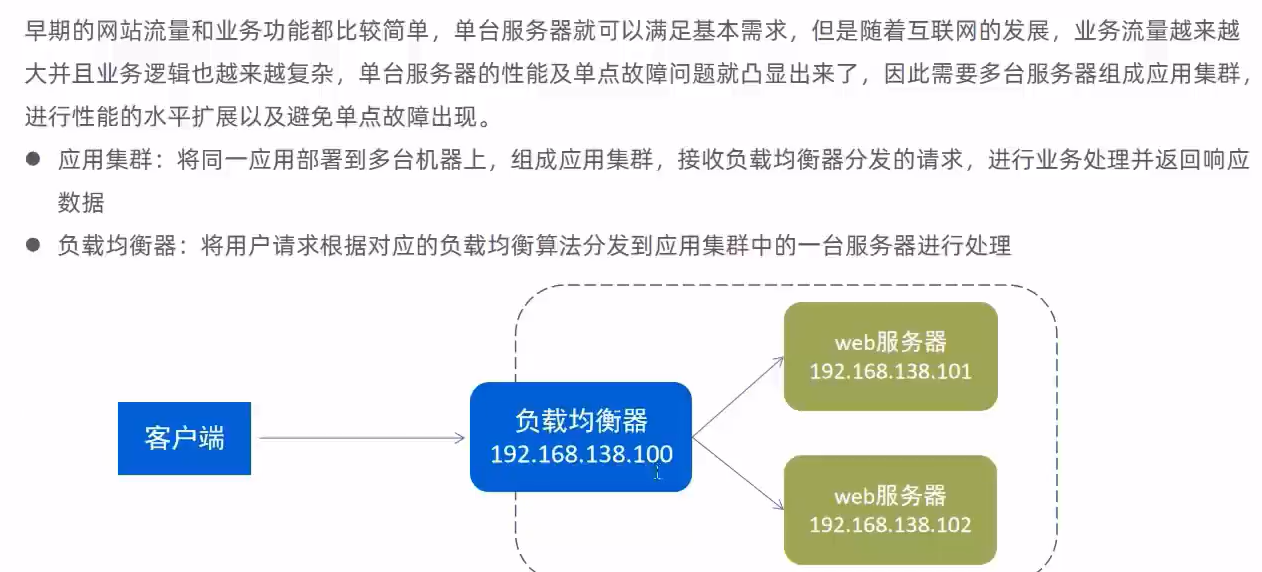 早期的网站流量和业务功能都比较简单，单台服务器就可以满足基本需求，但是随着互联网的发展，业务流量越来越
大并且业务逻辑也越来越复杂，单台服务器的性能及单点故障问题就凸显出来了，因此需要多台服务器组成应用集群，
进行性能的水平扩展以及避免单点故障出现。
● 应用集群：将同一应用部署到多台机器上，组成应用集群，接收负载均衡器分发的请求，进行业务处理并返回响应
数据
● 负载均衡器：将用户请求根据对应的负载均衡算法分发到应用集群中的一台服务器进行处理
客户端
负载均衡器
192.168.138.100
web服务器
192.168.138.101
web服务器
192.168.138.102